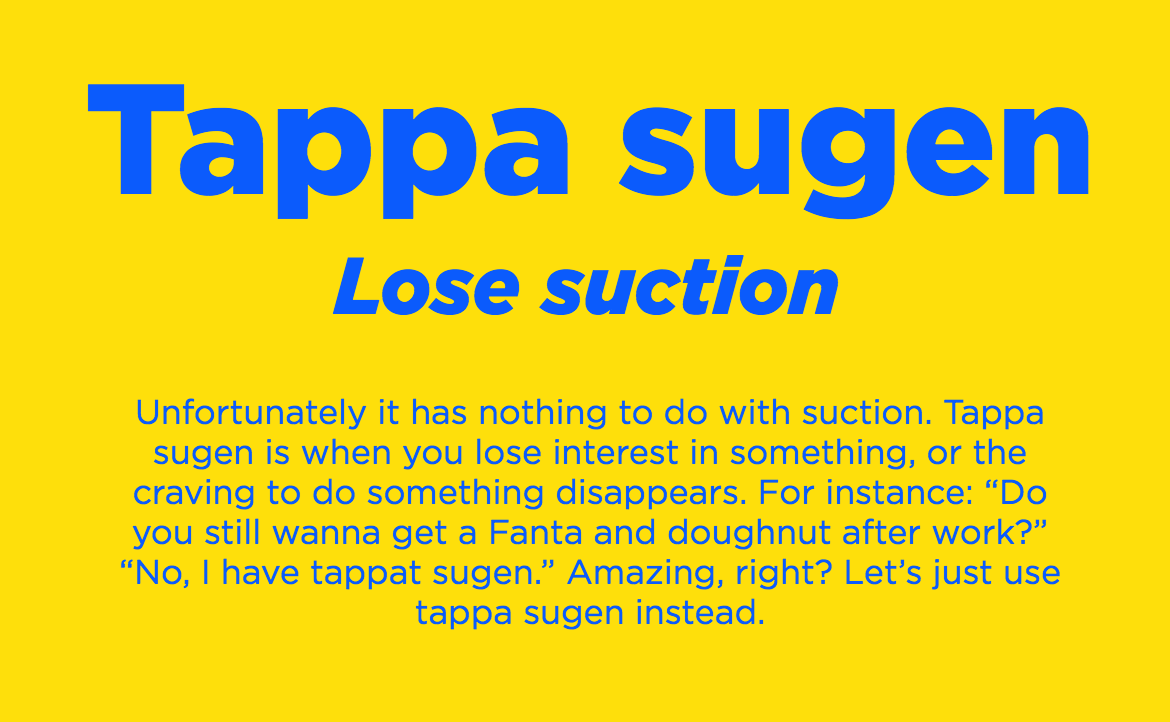 Tappa sugen
Lose suction
Unfortunately it has nothing to do with suction. Tappa
sugen is when you lose interest in something, or the
craving to do something disappears. For instance: “Do
you still wanna get a Fanta and doughnut after work?”
“No, I have tappat sugen.” Amazing, right? Let’s just use
tappa sugen instead.